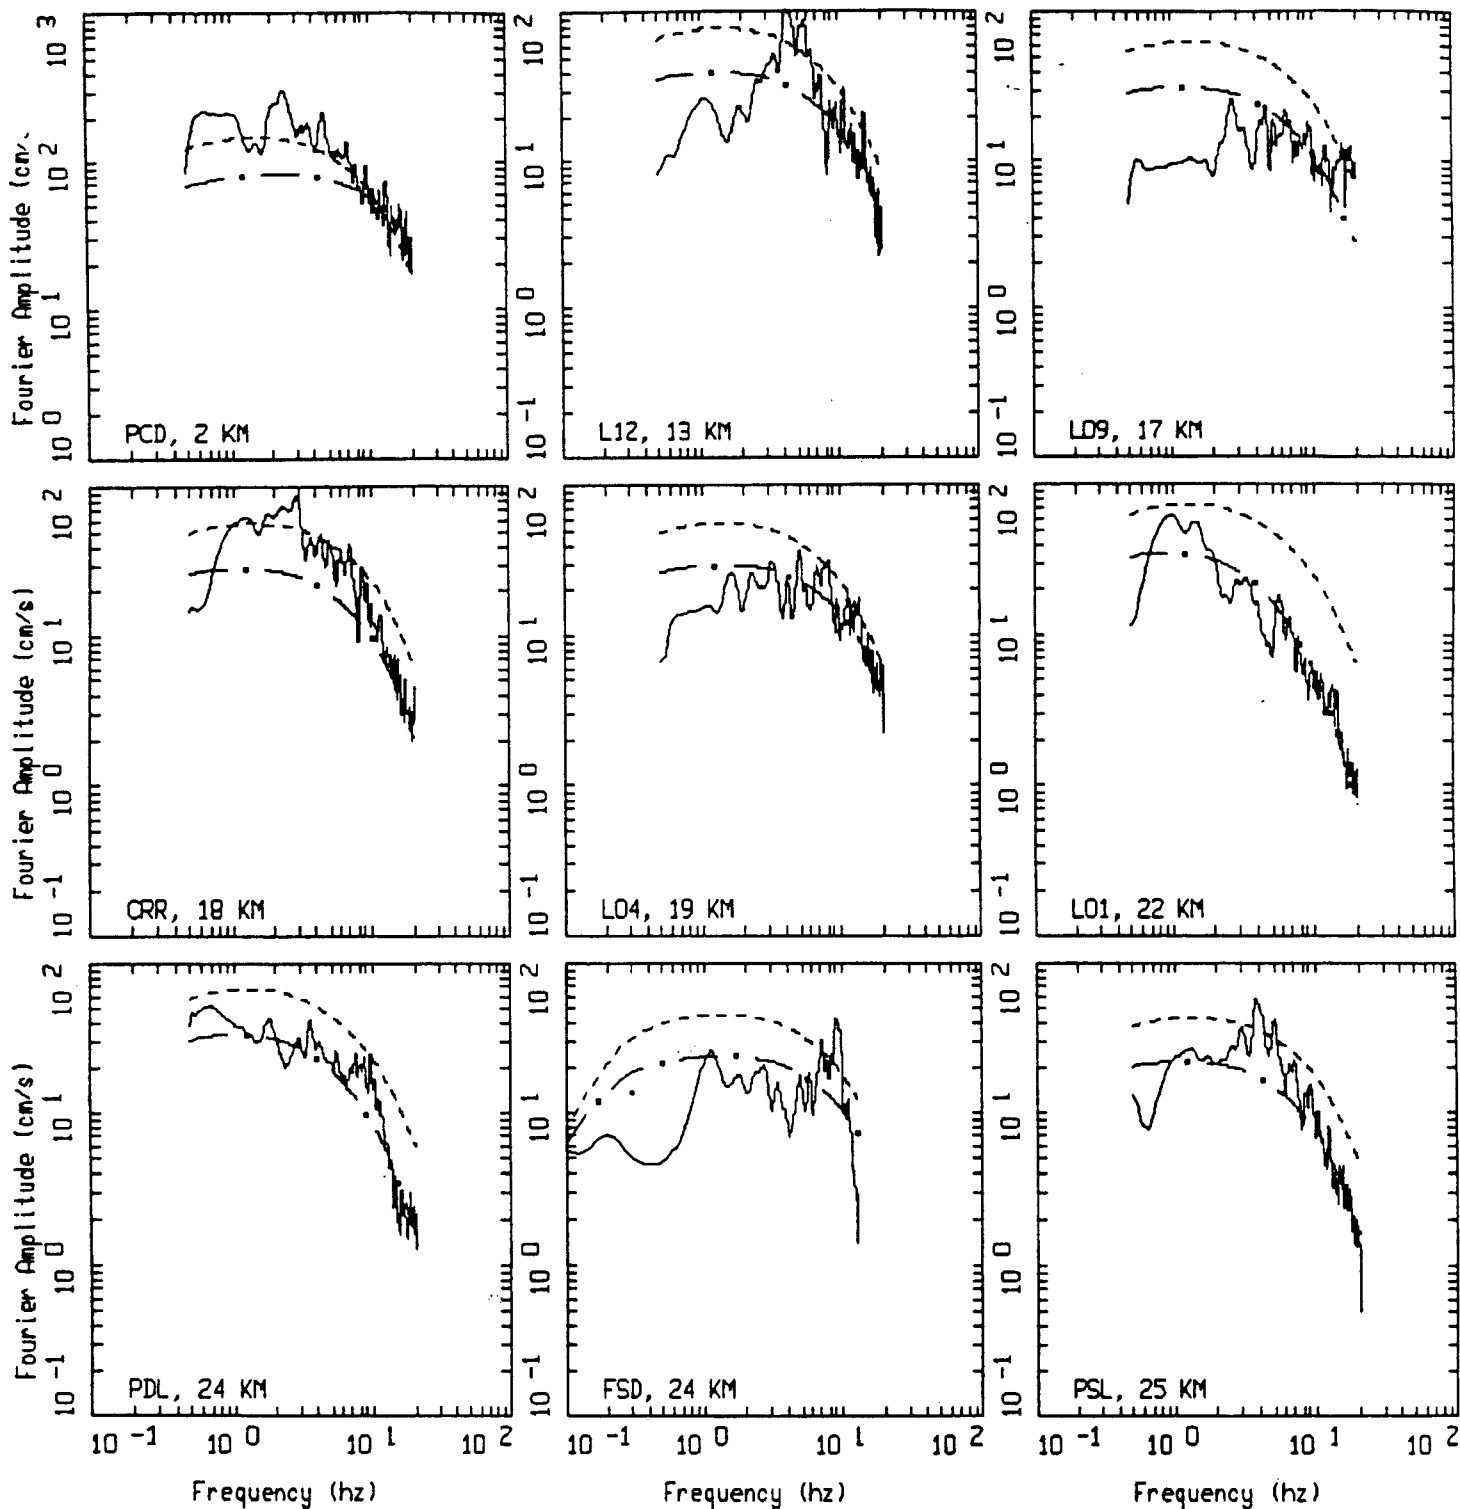 Fourier Amplitude (cm/.
10^3
10^2
10^1
10^0
PCD, 2 KM
10^2
10^1
10^0
10^-1
L12, 13 KM
10^2
10^1
10^0
10^-1
L09, 17 KM
Fourier Amplitude (cm/s)
10^2
10^1
10^0
10^-1
CRR, 18 KM
10^2
10^1
10^0
10^-1
L04, 19 KM
10^2
10^1
10^0
10^-1
L01, 22 KM
Fourier Amplitude (cm/s)
10^2
10^1
10^0
10^-1
PDL, 24 KM
10^2
10^1
10^0
10^-1
FSD, 24 KM
10^2
10^1
10^0
10^-1
PSL, 25 KM
10^-1 10^0 10^1 10^2
10^-1 10^0 10^1 10^2
10^-1 10^0 10^1 10^2
Frequency (hz)
Frequency (hz)
Frequency (hz)